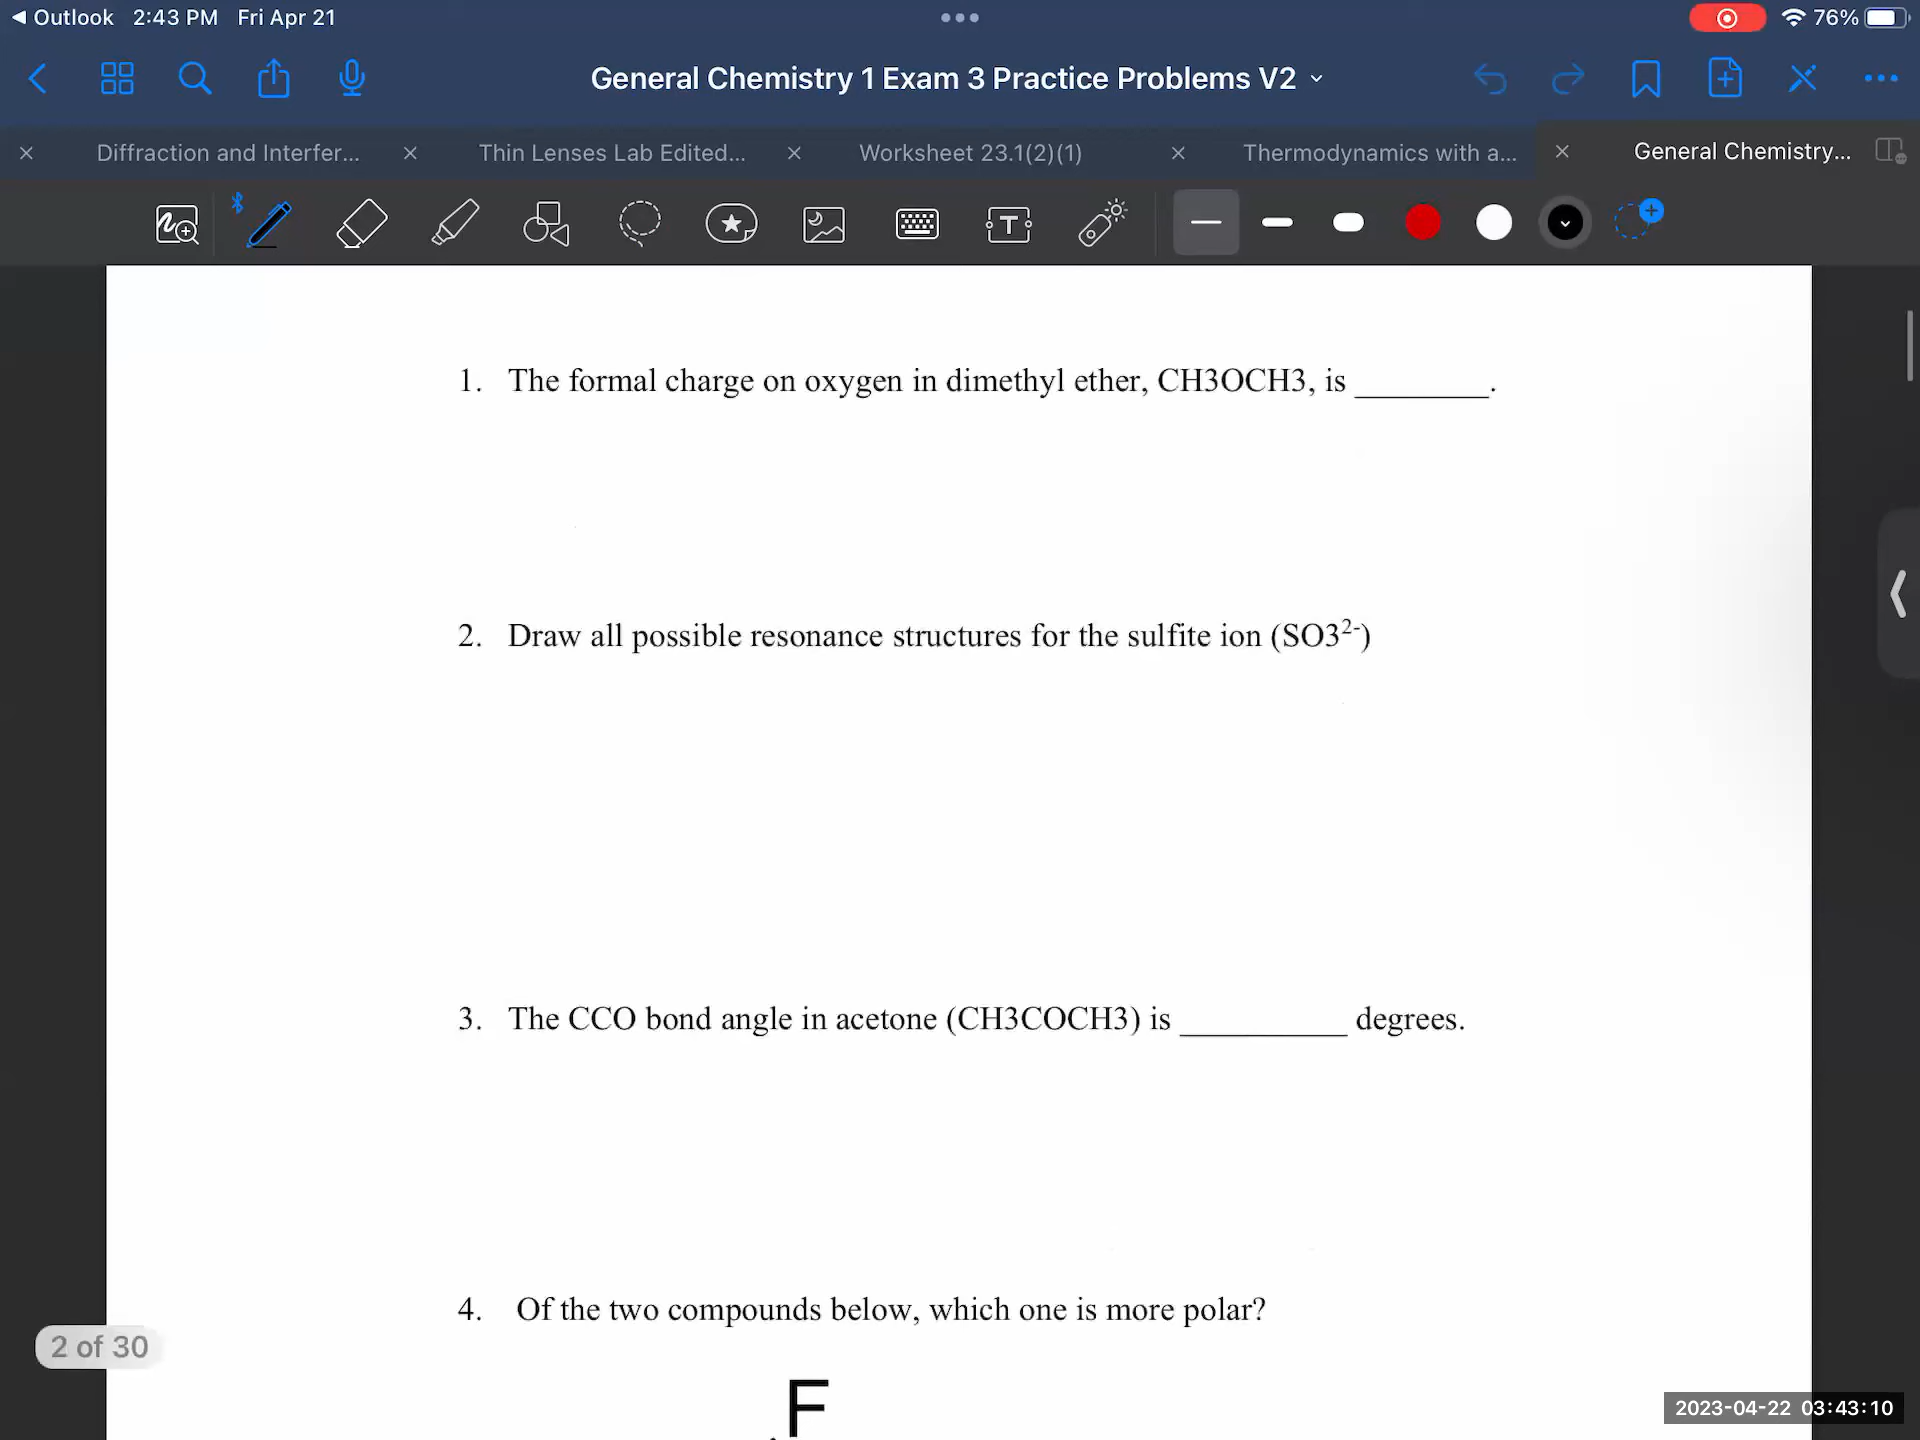 ◀ Outlook 2:43 PM Fri Apr 21
76%
General Chemistry 1 Exam 3 Practice Problems V2
Diffraction and Interfer...
Thin Lenses Lab Edited...
Worksheet 23.1(2)(1)
Thermodynamics with a...
General Chemistry...
T
1. The formal charge on oxygen in dimethyl ether, CH3OCH3, is ________.
2. Draw all possible resonance structures for the sulfite ion (SO3²⁻)
3. The CCO bond angle in acetone (CH3COCH3) is __________ degrees.
4. Of the two compounds below, which one is more polar?
2 of 30
F
2023-04-22 03:43:10